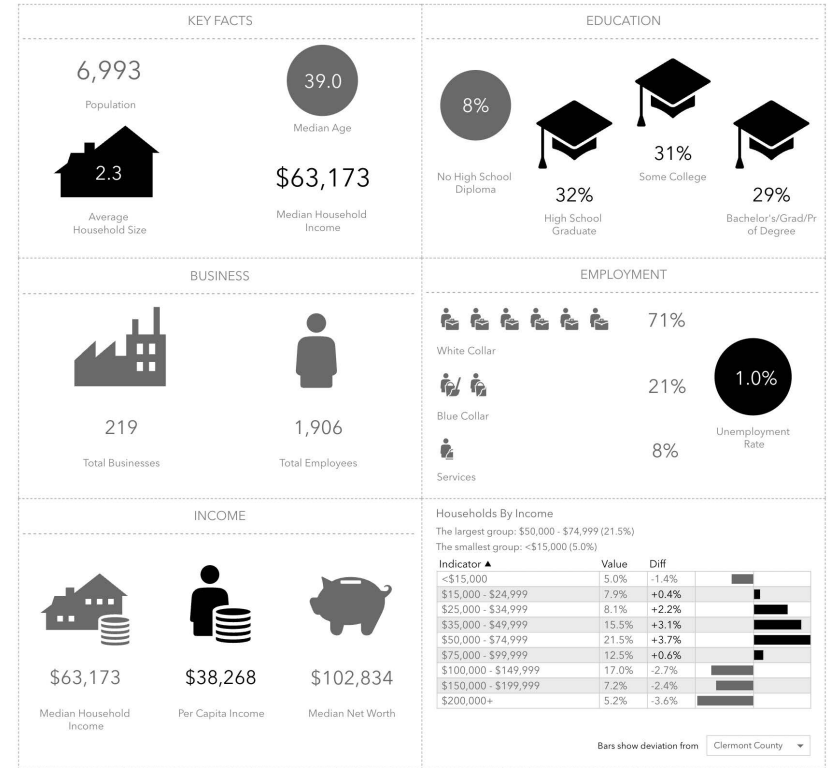 KEY FACTS
6,993
Population
39.0
Median Age
2.3
Average
Household Size
$63,173
Median Household
Income
EDUCATION
8%
No High School
Diploma
32%
High School
Graduate
31%
Some College
29%
Bachelor's/Grad/Pr
of Degree
BUSINESS
219
Total Businesses
1,906
Total Employees
EMPLOYMENT
71%
White Collar
21%
Blue Collar
8%
Services
1.0%
Unemployment
Rate
INCOME
$63,173
Median Household
Income
$38,268
Per Capita Income
$102,834
Median Net Worth
Households By Income
The largest group: $50,000 - $74,999 (21.5%)
The smallest group: <$15,000 (5.0%)
Indicator ▲ Value Diff
<$15,000 5.0% -1.4%
$15,000 - $24,999 7.9% +0.4%
$25,000 - $34,999 8.1% +2.2%
$35,000 - $49,999 15.5% +3.1%
$50,000 - $74,999 21.5% +3.7%
$75,000 - $99,999 12.5% +0.6%
$100,000 - $149,999 17.0% -2.7%
$150,000 - $199,999 7.2% -2.4%
$200,000+ 5.2% -3.6%
Bars show deviation from Clermont County